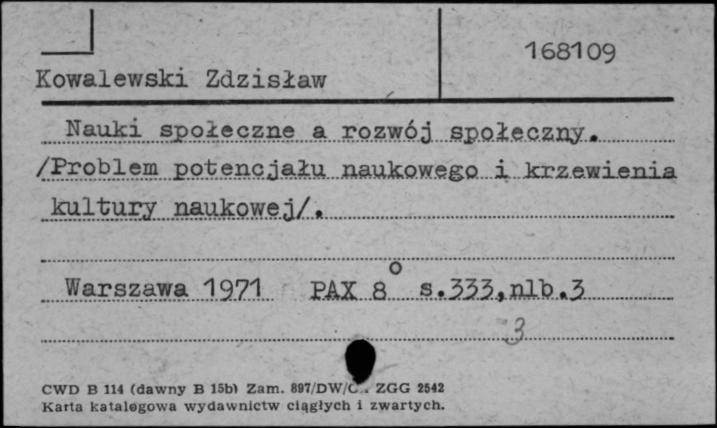 168109
Kowalewski Zdzisław
Nauki społeczne a rozwój społeczny.
/Problem potencjału naukowego i krzewienia
kultury naukowej/.
Warszawa 1971 PAX 8° s.333,nlb.3
3
CWD B 114 (dawny B 15b) Zam. 897/DW/ ZGG 2542
Karta katalogowa wydawnictw ciągłych i zwartych.